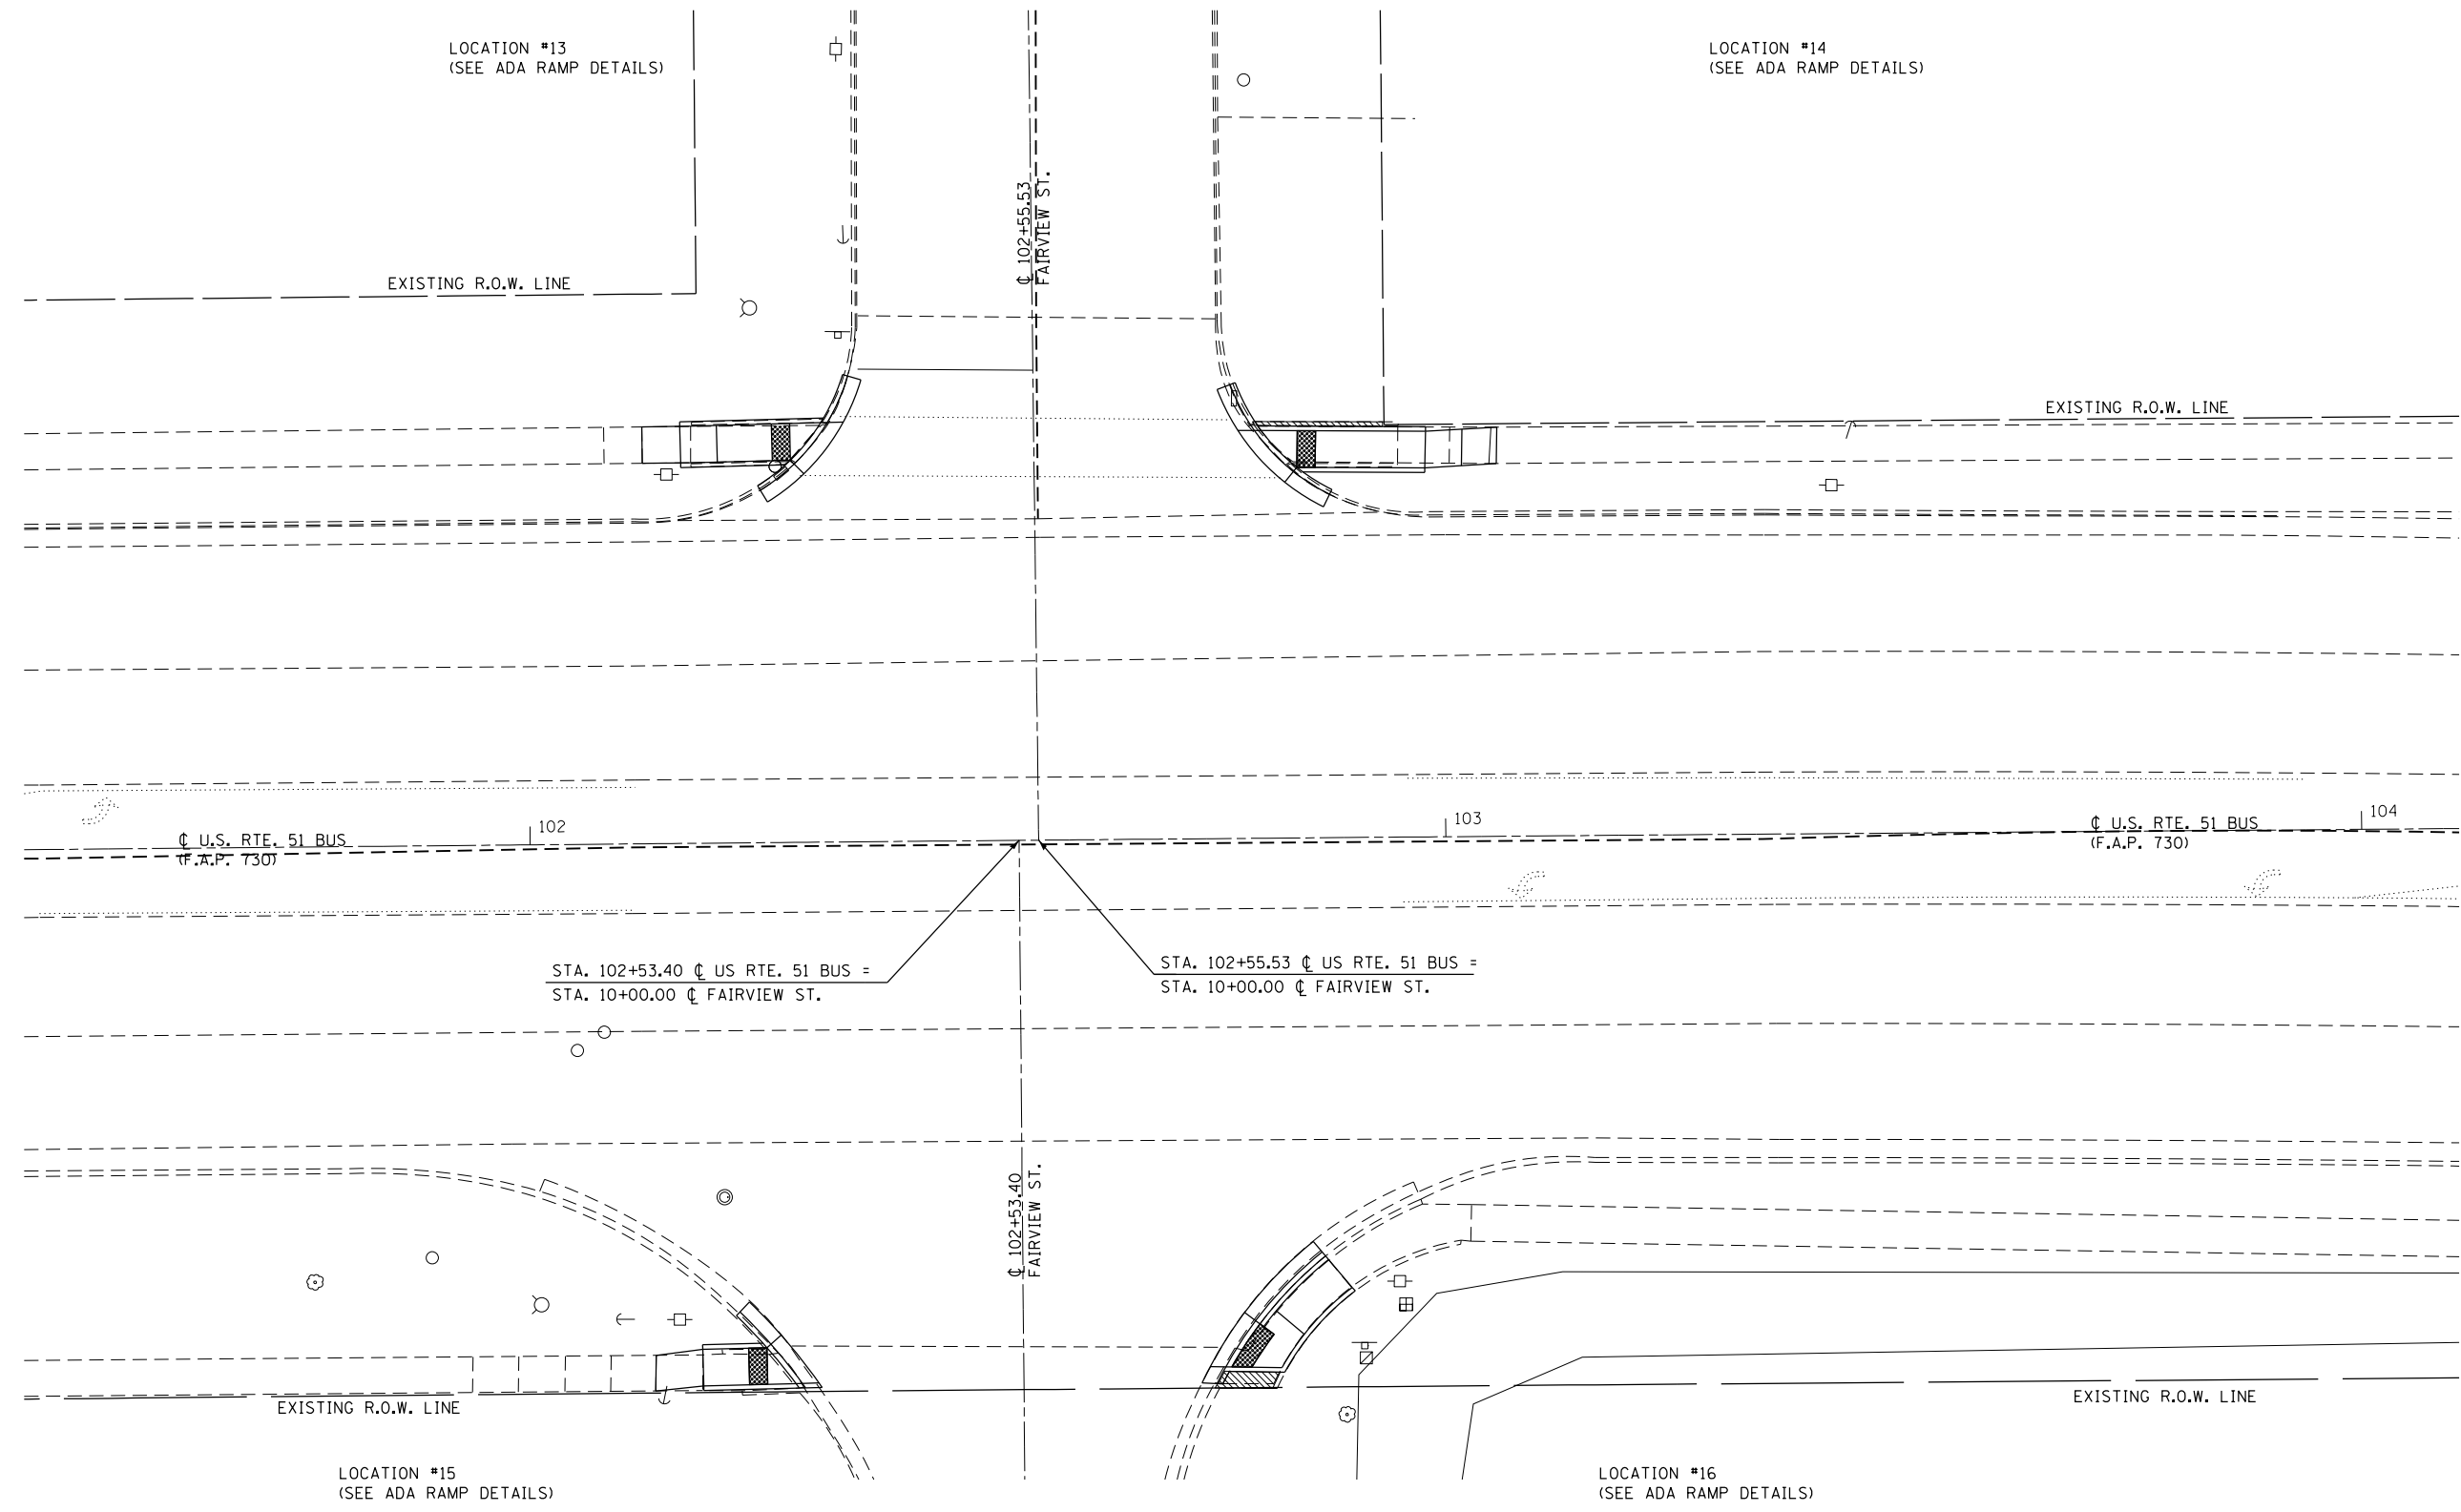 LOCATION #13
(SEE ADA RAMP DETAILS)
LOCATION #14
(SEE ADA RAMP DETAILS)
℄ 102+55.53
FAIRVIEW ST.
EXISTING R.O.W. LINE
EXISTING R.O.W. LINE
102
103
104
℄ U.S. RTE. 51 BUS
(F.A.P. 730)
℄ U.S. RTE. 51 BUS
(F.A.P. 730)
STA. 102+53.40 ℄ US RTE. 51 BUS =
STA. 10+00.00 ℄ FAIRVIEW ST.
STA. 102+55.53 ℄ US RTE. 51 BUS =
STA. 10+00.00 ℄ FAIRVIEW ST.
℄ 102+53.40
FAIRVIEW ST.
EXISTING R.O.W. LINE
EXISTING R.O.W. LINE
LOCATION #15
(SEE ADA RAMP DETAILS)
LOCATION #16
(SEE ADA RAMP DETAILS)